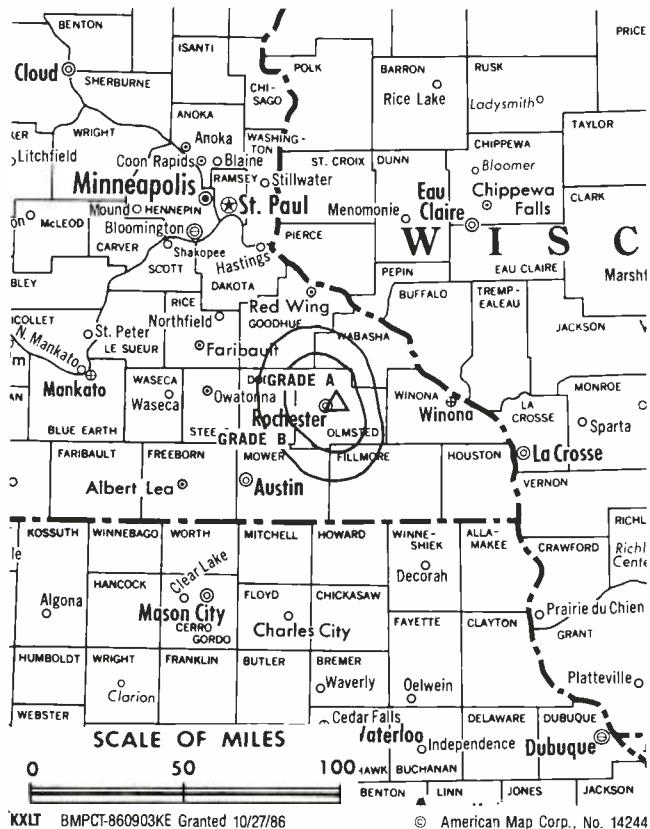 BENTON
ISANTI
PRICE
POLK
BARRON
RUSK
Cloud
SHERBURNE
CHI-
SAGO
Rice Lake
Ladysmith
ANOKA
TAYLOR
WRIGHT
Anoka
WASHING-
TON
CHIPPEWA
Litchfield
Coon Rapids
Blaine
ST. CROIX
DUNN
Bloomer
RAMSEY
Stillwater
Minneapolis
Eau
Claire
Chippewa
Falls
CLARK
Mound
HENNEPIN
St. Paul
Menomonie
McLEOD
Bloomington
PIERCE
W I S C
CARVER
Shakopee
Hastings
SCOTT
PEPIN
EAU CLAIRE
Marshf
BLEY
DAKOTA
BUFFALO
TREMP-
EALEAU
RICE
Red Wing
ICOLLET
Northfield
GOODHUE
JACKSON
St. Peter
WABASHA
N. Mankato
LE SUEUR
Faribault
WASECA
GRADE A
Mankato
Owatonna
WINONA
MONROE
Waseca
Rochester
Winona
LA
CROSSE
Sparta
BLUE EARTH
STEE
OLMSTED
GRADE B
FARIBAULT
FREEBORN
MOWER
FILLMORE
HOUSTON
La Crosse
VERNON
Albert Lea
Austin
KOSSUTH
WINNEBAGO
WORTH
MITCHELL
HOWARD
WINNE-
SHIEK
ALLA-
MAKEE
RICHL
CRAWFORD
Richl
Cente
HANCOCK
Clear Lake
Decorah
Algona
FLOYD
CHICKASAW
Mason City
Prairie du Chien
CERRO
GORDO
Charles City
FAYETTE
CLAYTON
GRANT
HUMBOLDT
WRIGHT
FRANKLIN
BUTLER
BREMER
Waverly
Platteville
Clarion
Oelwein
WEBSTER
Cedar Falls
DELAWARE
DUBUQUE
SCALE OF MILES
Waterloo
Independence
Dubuque
0 50 100
HAWK
BUCHANAN
BENTON
LINN
JONES
JACKSON
KXLT BMPCT-860903KE Granted 10/27/86
© American Map Corp., No. 14244